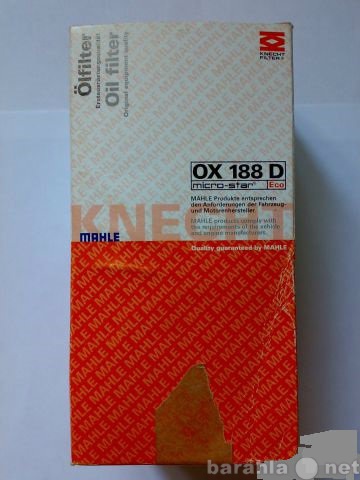 Ölfilter
Erstausrüstungsqualität
Oil filter
Original equipment quality
KNECHT
FILTER
OX 188 D
micro-star Eco
MAHLE Produkte entsprechen
den Anforderungen der Fahrzeug-
und Motorenhersteller.
MAHLE products comply with
the requirements of the vehicle
and engine manufacturers.
KNECHT
MAHLE
Quality guaranteed by MAHLE
MAHLE MAHLE MAHLE
baraholka.net